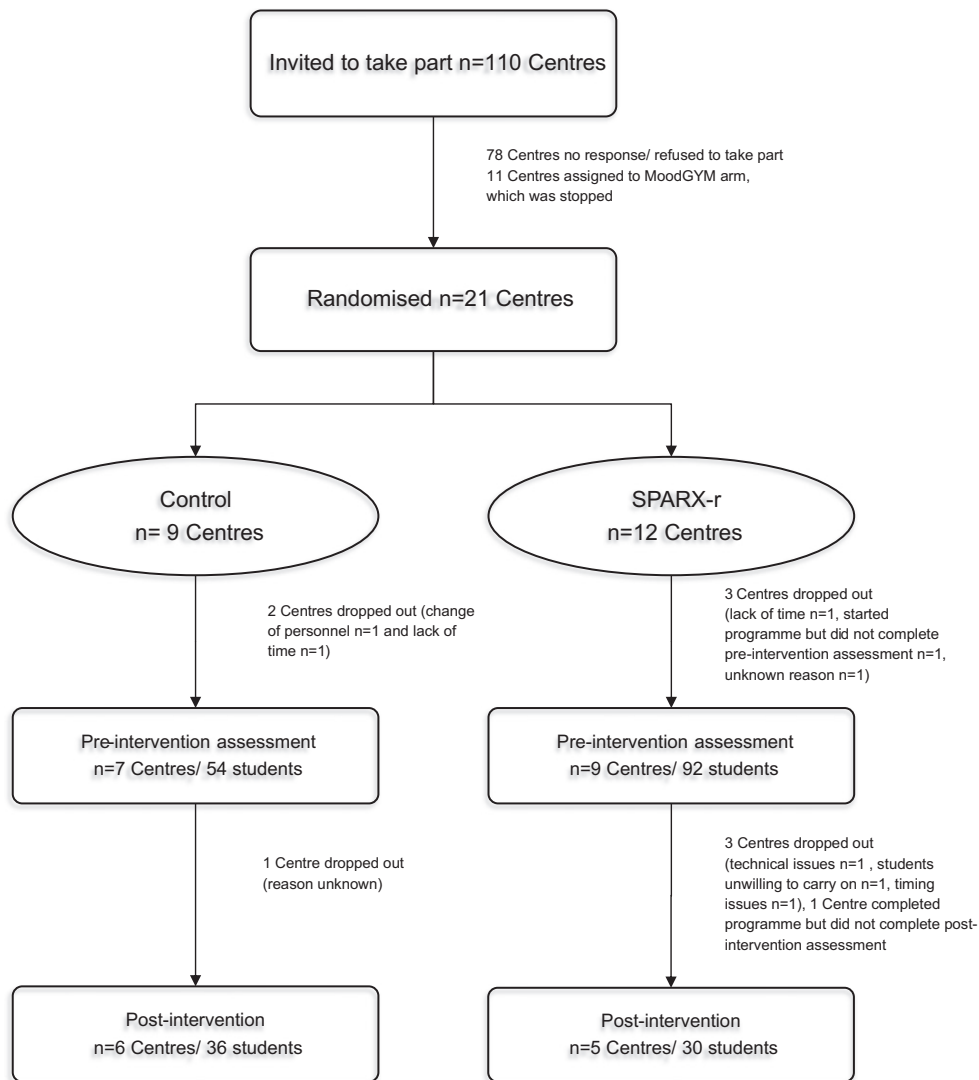 Invited to take part n=110 Centres
78 Centres no response/ refused to take part
11 Centres assigned to MoodGYM arm,
which was stopped
Randomised n=21 Centres
Control
n= 9 Centres
SPARX-r
n=12 Centres
2 Centres dropped out (change
of personnel n=1 and lack of
time n=1)
3 Centres dropped out
(lack of time n=1, started
programme but did not complete
pre-intervention assessment n=1,
unknown reason n=1)
Pre-intervention assessment
n=7 Centres/ 54 students
Pre-intervention assessment
n=9 Centres/ 92 students
1 Centre dropped out
(reason unknown)
3 Centres dropped out
(technical issues n=1 , students
unwilling to carry on n=1, timing
issues n=1), 1 Centre completed
programme but did not complete post-
intervention assessment
Post-intervention
n=6 Centres/ 36 students
Post-intervention
n=5 Centres/ 30 students